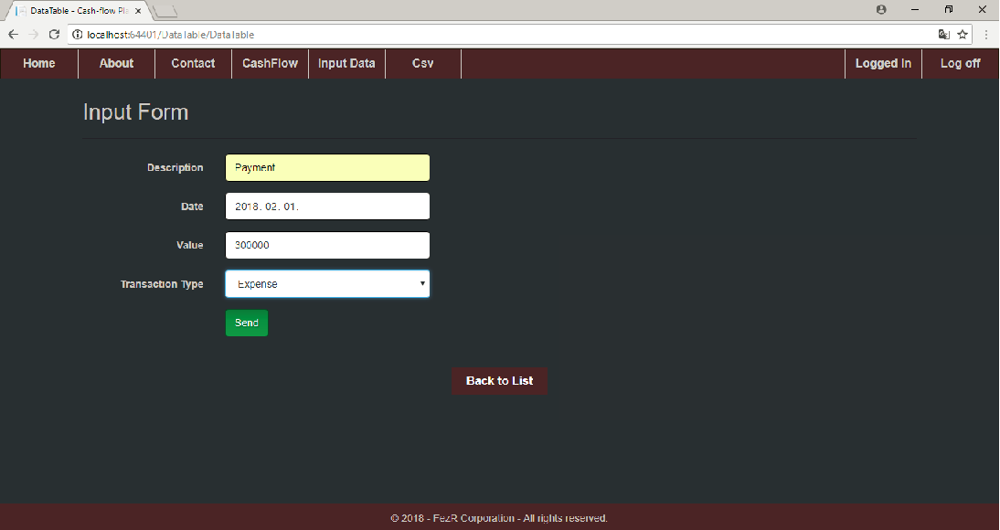 DataTable - Cash-flow Pla
localhost:64401/DataTable/DataTable
Home About Contact CashFlow Input Data Csv Logged In Log off
Input Form
Description Payment
Date 2018. 02. 01.
Value 300000
Transaction Type Expense
Send
Back to List
© 2018 - FezR Corporation - All rights reserved.